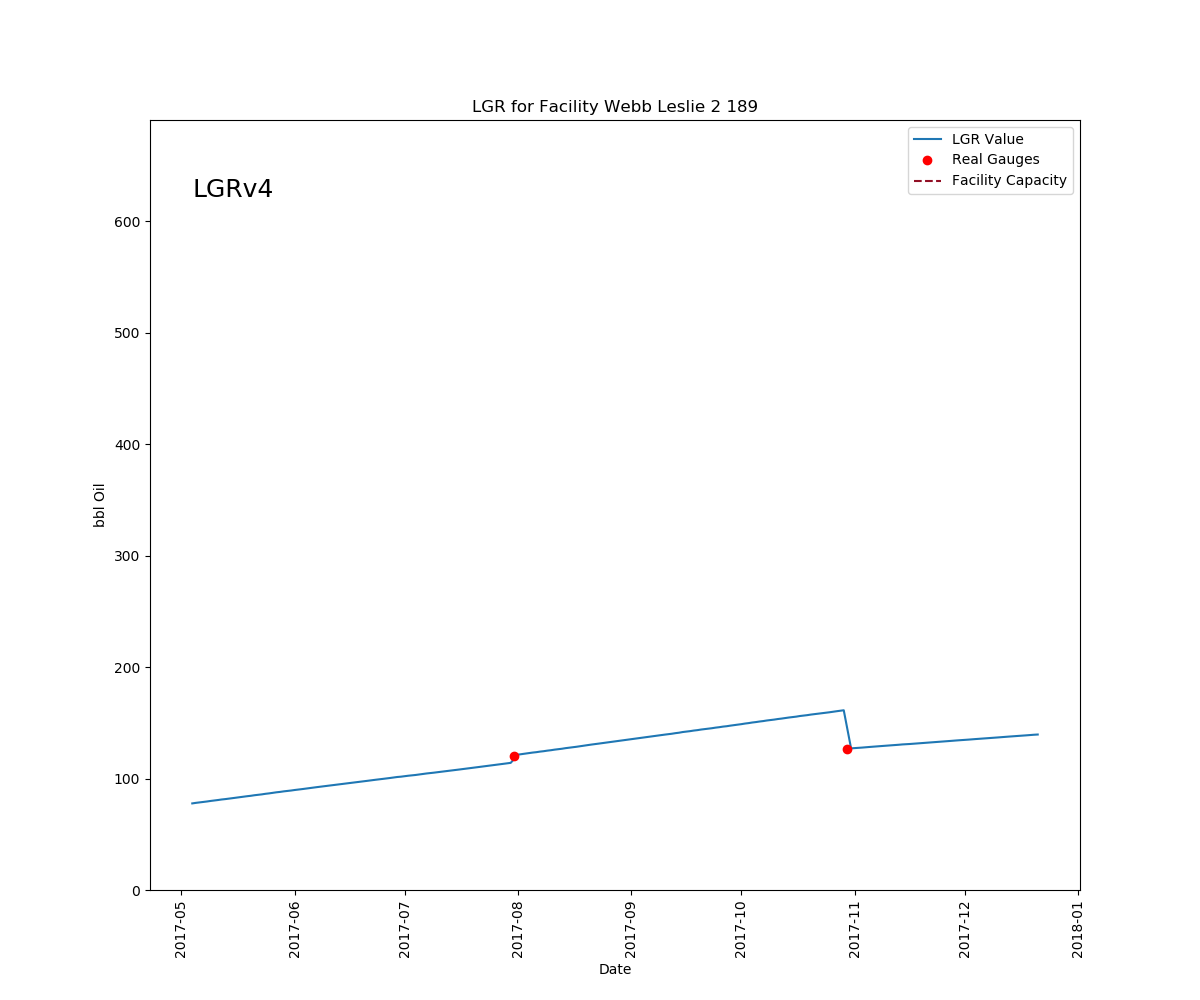 LGR for Facility Webb Leslie 2 189
LGRv4
LGR Value
Real Gauges
Facility Capacity
bbl Oil
600
500
400
300
200
100
0
2017-05
2017-06
2017-07
2017-08
2017-09
2017-10
2017-11
2017-12
2018-01
Date